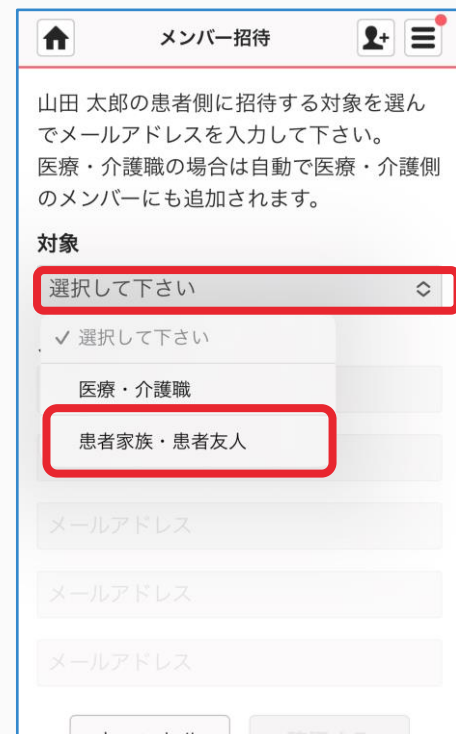 メンバー招待
山田 太郎の患者側に招待する対象を選ん
でメールアドレスを入力して下さい。
医療・介護職の場合は自動で医療・介護側
のメンバーにも追加されます。
対象
選択して下さい
✓ 選択して下さい
医療・介護職
患者家族・患者友人
メールアドレス
メールアドレス
メールアドレス